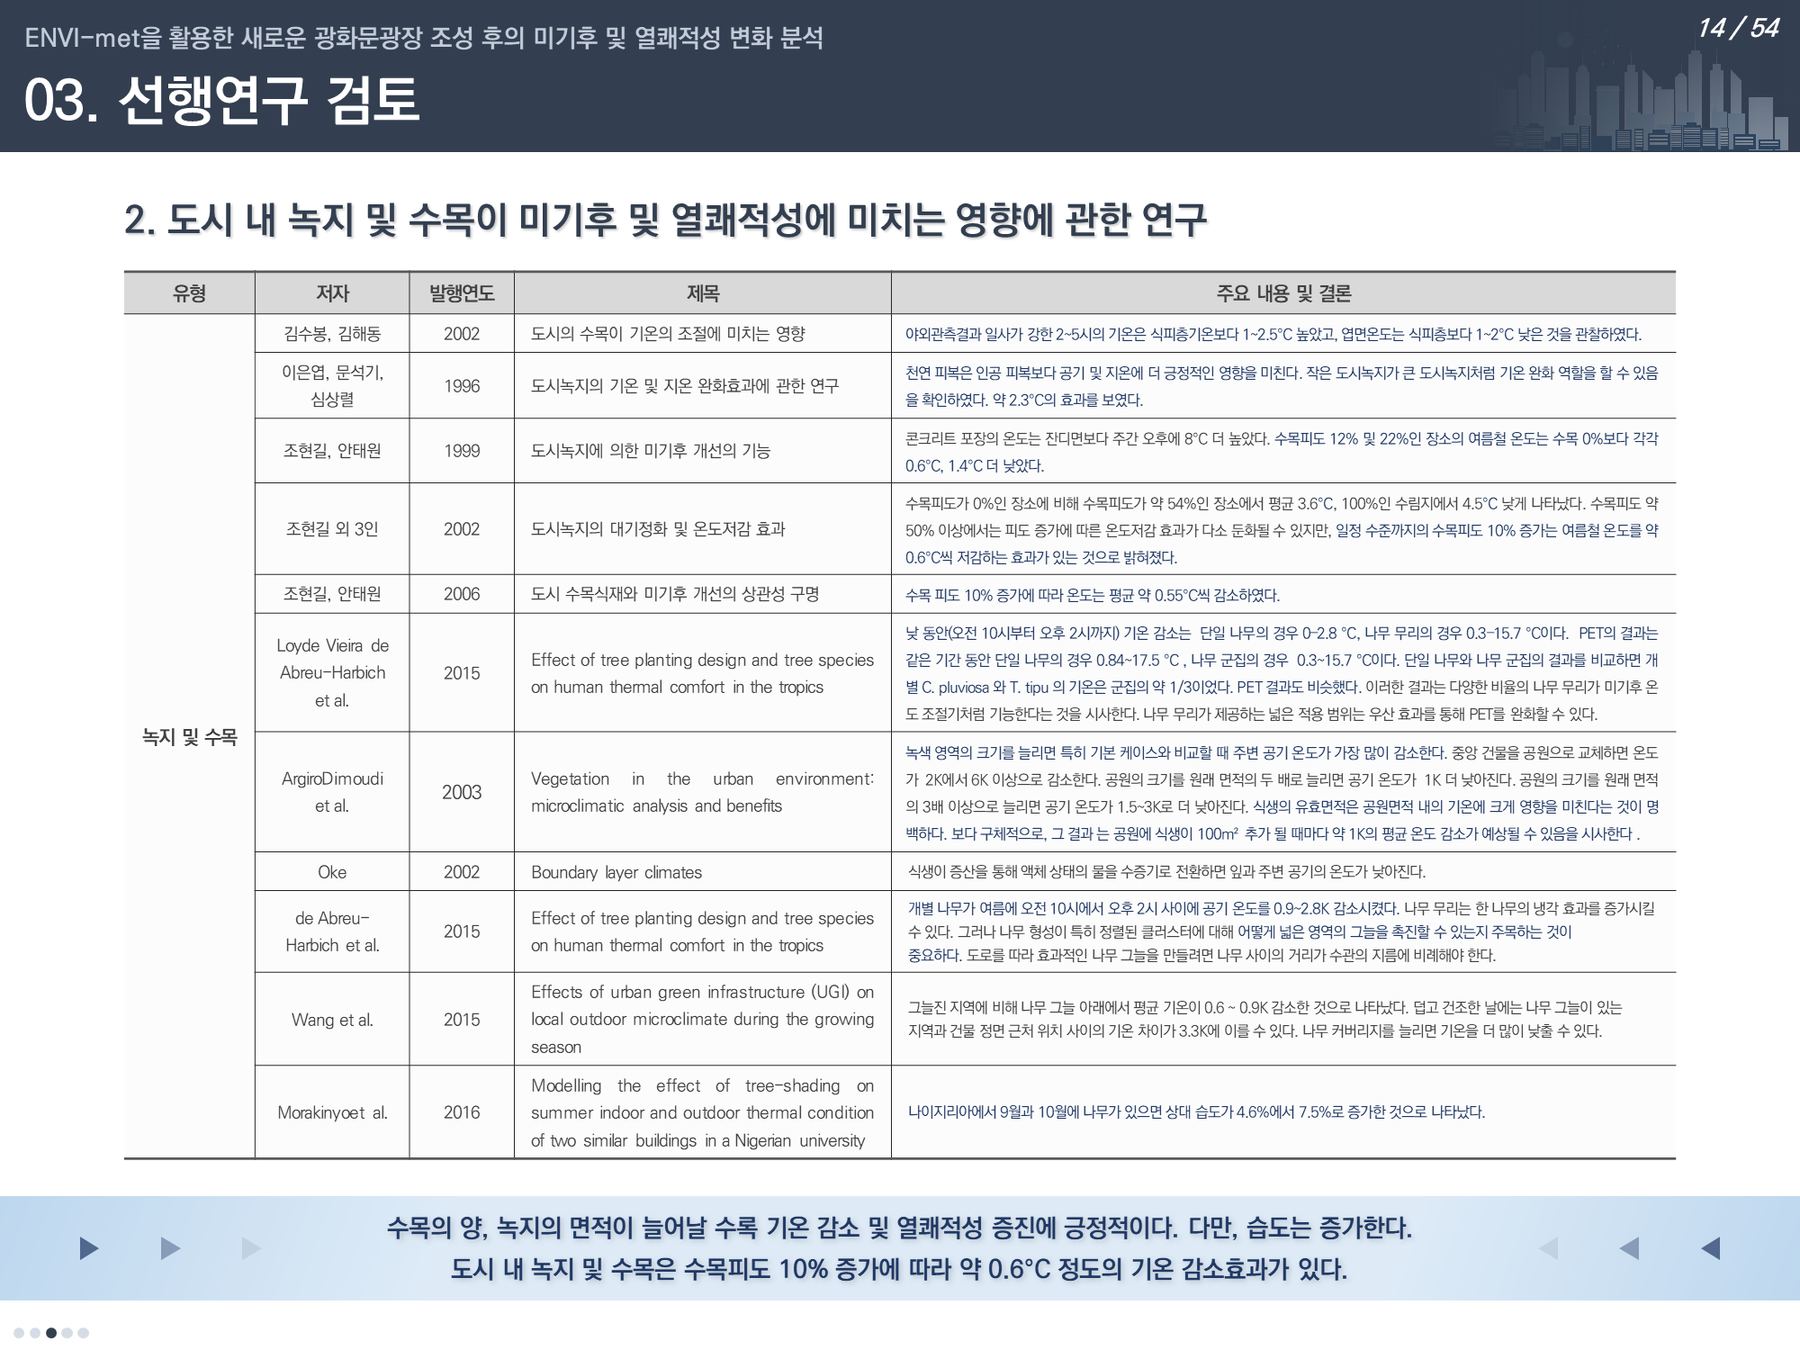 ENVI-met을 활용한 새로운 광화문광장 조성 후의 미기후 및 열쾌적성 변화 분석
14 / 54
03. 선행연구 검토
2. 도시 내 녹지 및 수목이 미기후 및 열쾌적성에 미치는 영향에 관한 연구
유형 저자 발행연도 제목 주요 내용 및 결론
녹지 및 수목
김수봉, 김해동 2002 도시의 수목이 기온의 조절에 미치는 영향 야외관측결과 일사가 강한 2~5시의 기온은 식피층기온보다 1~2.5°C 높았고, 엽면온도는 식피층보다 1~2°C 낮은 것을 관찰하였다.
이은엽, 문석기,
심상렬
1996
도시녹지의 기온 및 지온 완화효과에 관한 연구
천연 피복은 인공 피복보다 공기 및 지온에 더 긍정적인 영향을 미친다. 작은 도시녹지가 큰 도시녹지처럼 기온 완화 역할을 할 수 있음
을 확인하였다. 약 2.3°C의 효과를 보였다.
조현길, 안태원
1999
도시녹지에 의한 미기후 개선의 기능
콘크리트 포장의 온도는 잔디면보다 주간 오후에 8°C 더 높았다. 수목피도 12% 및 22%인 장소의 여름철 온도는 수목 0%보다 각각
0.6°C, 1.4°C 더 낮았다.
조현길 외 3인
2002
도시녹지의 대기정화 및 온도저감 효과
수목피도가 0%인 장소에 비해 수목피도가 약 54%인 장소에서 평균 3.6°C, 100%인 수림지에서 4.5°C 낮게 나타났다. 수목피도 약
50% 이상에서는 피도 증가에 따른 온도저감 효과가 다소 둔화될 수 있지만, 일정 수준까지의 수목피도 10% 증가는 여름철 온도를 약
0.6°C씩 저감하는 효과가 있는 것으로 밝혀졌다.
조현길, 안태원 2006 도시 수목식재와 미기후 개선의 상관성 구명 수목 피도 10% 증가에 따라 온도는 평균 약 0.55°C씩 감소하였다.
Loyde Vieira de
Abreu-Harbich
et al.
2015
Effect of tree planting design and tree species
on human thermal comfort in the tropics
낮 동안(오전 10시부터 오후 2시까지) 기온 감소는 단일 나무의 경우 0-2.8 °C, 나무 무리의 경우 0.3-15.7 °C이다. PET의 결과는
같은 기간 동안 단일 나무의 경우 0.84~17.5 °C , 나무 군집의 경우 0.3~15.7 °C이다. 단일 나무와 나무 군집의 결과를 비교하면 개
별 C. pluviosa 와 T. tipu 의 기온은 군집의 약 1/3이었다. PET 결과도 비슷했다. 이러한 결과는 다양한 비율의 나무 무리가 미기후 온
도 조절기처럼 기능한다는 것을 시사한다. 나무 무리가 제공하는 넓은 적용 범위는 우산 효과를 통해 PET를 완화할 수 있다.
ArgiroDimoudi
et al.
2003
Vegetation in the urban environment:
microclimatic analysis and benefits
녹색 영역의 크기를 늘리면 특히 기본 케이스와 비교할 때 주변 공기 온도가 가장 많이 감소한다. 중앙 건물을 공원으로 교체하면 온도
가 2K에서 6K 이상으로 감소한다. 공원의 크기를 원래 면적의 두 배로 늘리면 공기 온도가 1K 더 낮아진다. 공원의 크기를 원래 면적
의 3배 이상으로 늘리면 공기 온도가 1.5~3K로 더 낮아진다. 식생의 유효면적은 공원면적 내의 기온에 크게 영향을 미친다는 것이 명
백하다. 보다 구체적으로, 그 결과 는 공원에 식생이 100m² 추가 될 때마다 약 1K의 평균 온도 감소가 예상될 수 있음을 시사한다 .
Oke 2002 Boundary layer climates 식생이 증산을 통해 액체 상태의 물을 수증기로 전환하면 잎과 주변 공기의 온도가 낮아진다.
de Abreu-
Harbich et al.
2015
Effect of tree planting design and tree species
on human thermal comfort in the tropics
개별 나무가 여름에 오전 10시에서 오후 2시 사이에 공기 온도를 0.9~2.8K 감소시켰다. 나무 무리는 한 나무의 냉각 효과를 증가시킬
수 있다. 그러나 나무 형성이 특히 정렬된 클러스터에 대해 어떻게 넓은 영역의 그늘을 촉진할 수 있는지 주목하는 것이
중요하다. 도로를 따라 효과적인 나무 그늘을 만들려면 나무 사이의 거리가 수관의 지름에 비례해야 한다.
Wang et al.
2015
Effects of urban green infrastructure (UGI) on
local outdoor microclimate during the growing
season
그늘진 지역에 비해 나무 그늘 아래에서 평균 기온이 0.6 ~ 0.9K 감소한 것으로 나타났다. 덥고 건조한 날에는 나무 그늘이 있는
지역과 건물 정면 근처 위치 사이의 기온 차이가 3.3K에 이를 수 있다. 나무 커버리지를 늘리면 기온을 더 많이 낮출 수 있다.
Morakinyoet al.
2016
Modelling the effect of tree-shading on
summer indoor and outdoor thermal condition
of two similar buildings in a Nigerian university
나이지리아에서 9월과 10월에 나무가 있으면 상대 습도가 4.6%에서 7.5%로 증가한 것으로 나타났다.
수목의 양, 녹지의 면적이 늘어날 수록 기온 감소 및 열쾌적성 증진에 긍정적이다. 다만, 습도는 증가한다.
도시 내 녹지 및 수목은 수목피도 10% 증가에 따라 약 0.6°C 정도의 기온 감소효과가 있다.